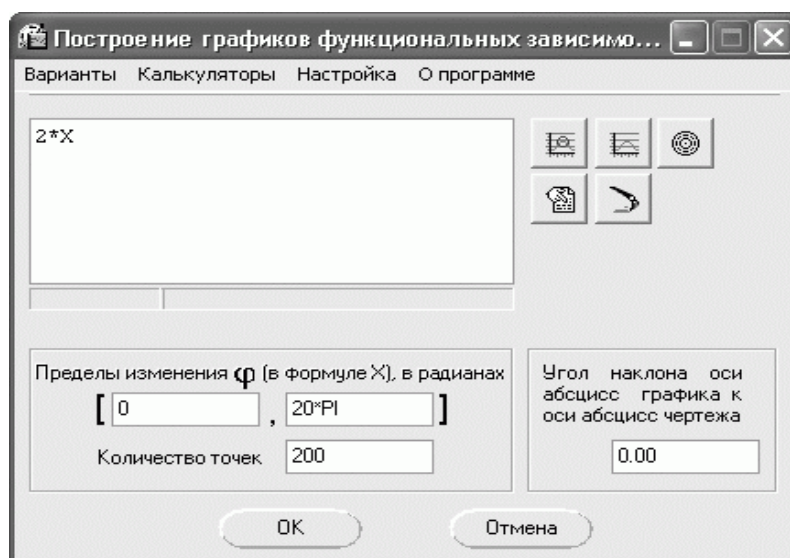 Построение графиков функциональных зависимо...
Варианты Калькуляторы Настройка О программе
2*X
Пределы изменения φ (в формуле X), в радианах
[ 0 , 20*PI ]
Количество точек 200
Угол наклона оси
абсцисс графика к
оси абсцисс чертежа
0.00
OK Отмена